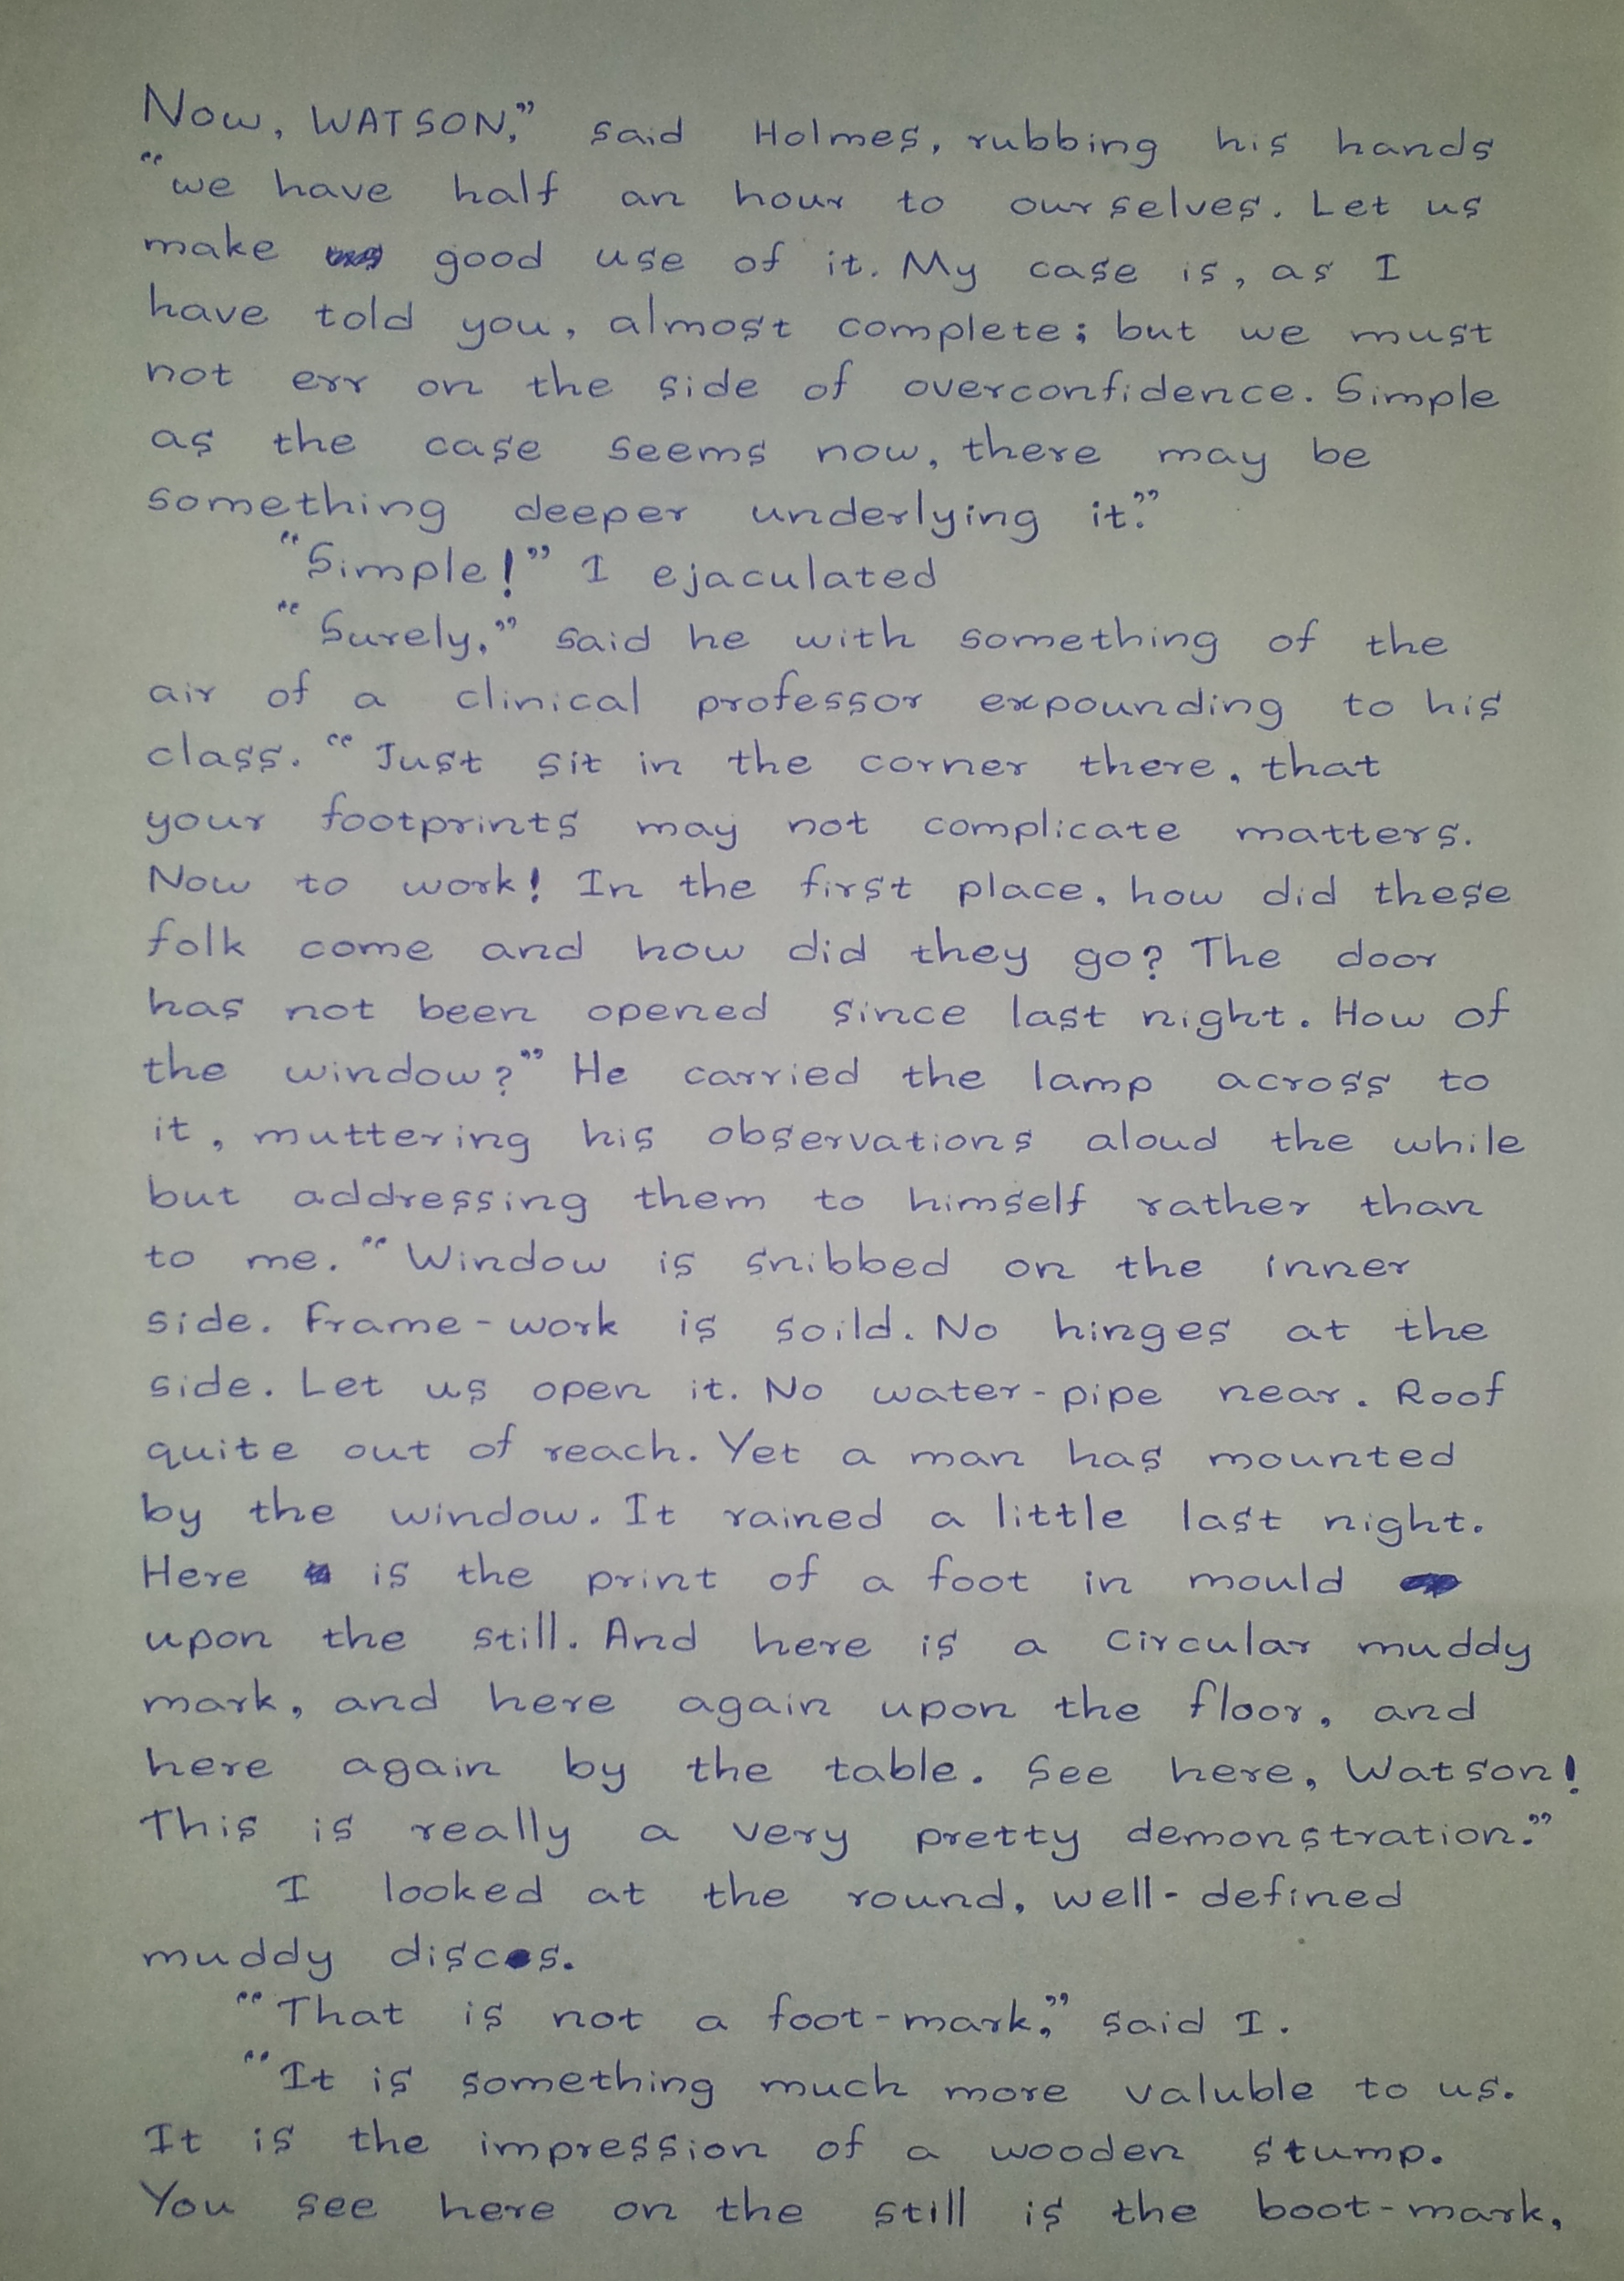 Now, WATSON," said Holmes, rubbing his hands
"we have half an hour to ourselves. Let us
make good use of it. My case is, as I
have told you, almost complete; but we must
not err on the side of overconfidence. Simple
as the case seems now, there may be
something deeper underlying it."
"Simple!" I ejaculated
"Surely," said he with something of the
air of a clinical professor expounding to his
class. "Just sit in the corner there, that
your footprints may not complicate matters.
Now to work! In the first place, how did these
folk come and how did they go? The door
has not been opened since last night. How of
the window?" He carried the lamp across to
it, muttering his observations aloud the while
but addressing them to himself rather than
to me. "Window is snibbed on the inner
side. Frame-work is soild. No hinges at the
side. Let us open it. No water-pipe near. Roof
quite out of reach. Yet a man has mounted
by the window. It rained a little last night.
Here is the print of a foot in mould
upon the still. And here is a circular muddy
mark, and here again upon the floor, and
here again by the table. See here, Watson!
This is really a very pretty demonstration."
I looked at the round, well-defined
muddy discs.
"That is not a foot-mark," said I.
"It is something much more valuble to us.
It is the impression of a wooden stump.
You see here on the still is the boot-mark,